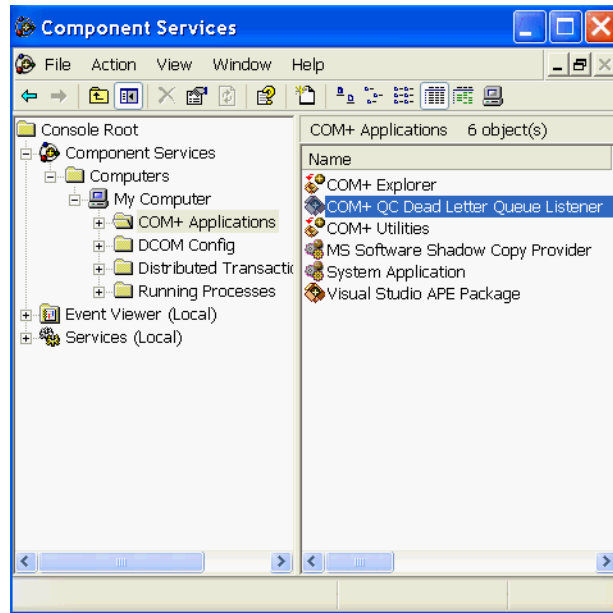 Component Services
File Action View Window Help
Console Root
Component Services
Computers
My Computer
COM+ Applications
DCOM Config
Distributed Transactio
Running Processes
Event Viewer (Local)
Services (Local)
COM+ Applications 6 object(s)
Name
COM+ Explorer
COM+ QC Dead Letter Queue Listener
COM+ Utilities
MS Software Shadow Copy Provider
System Application
Visual Studio APE Package